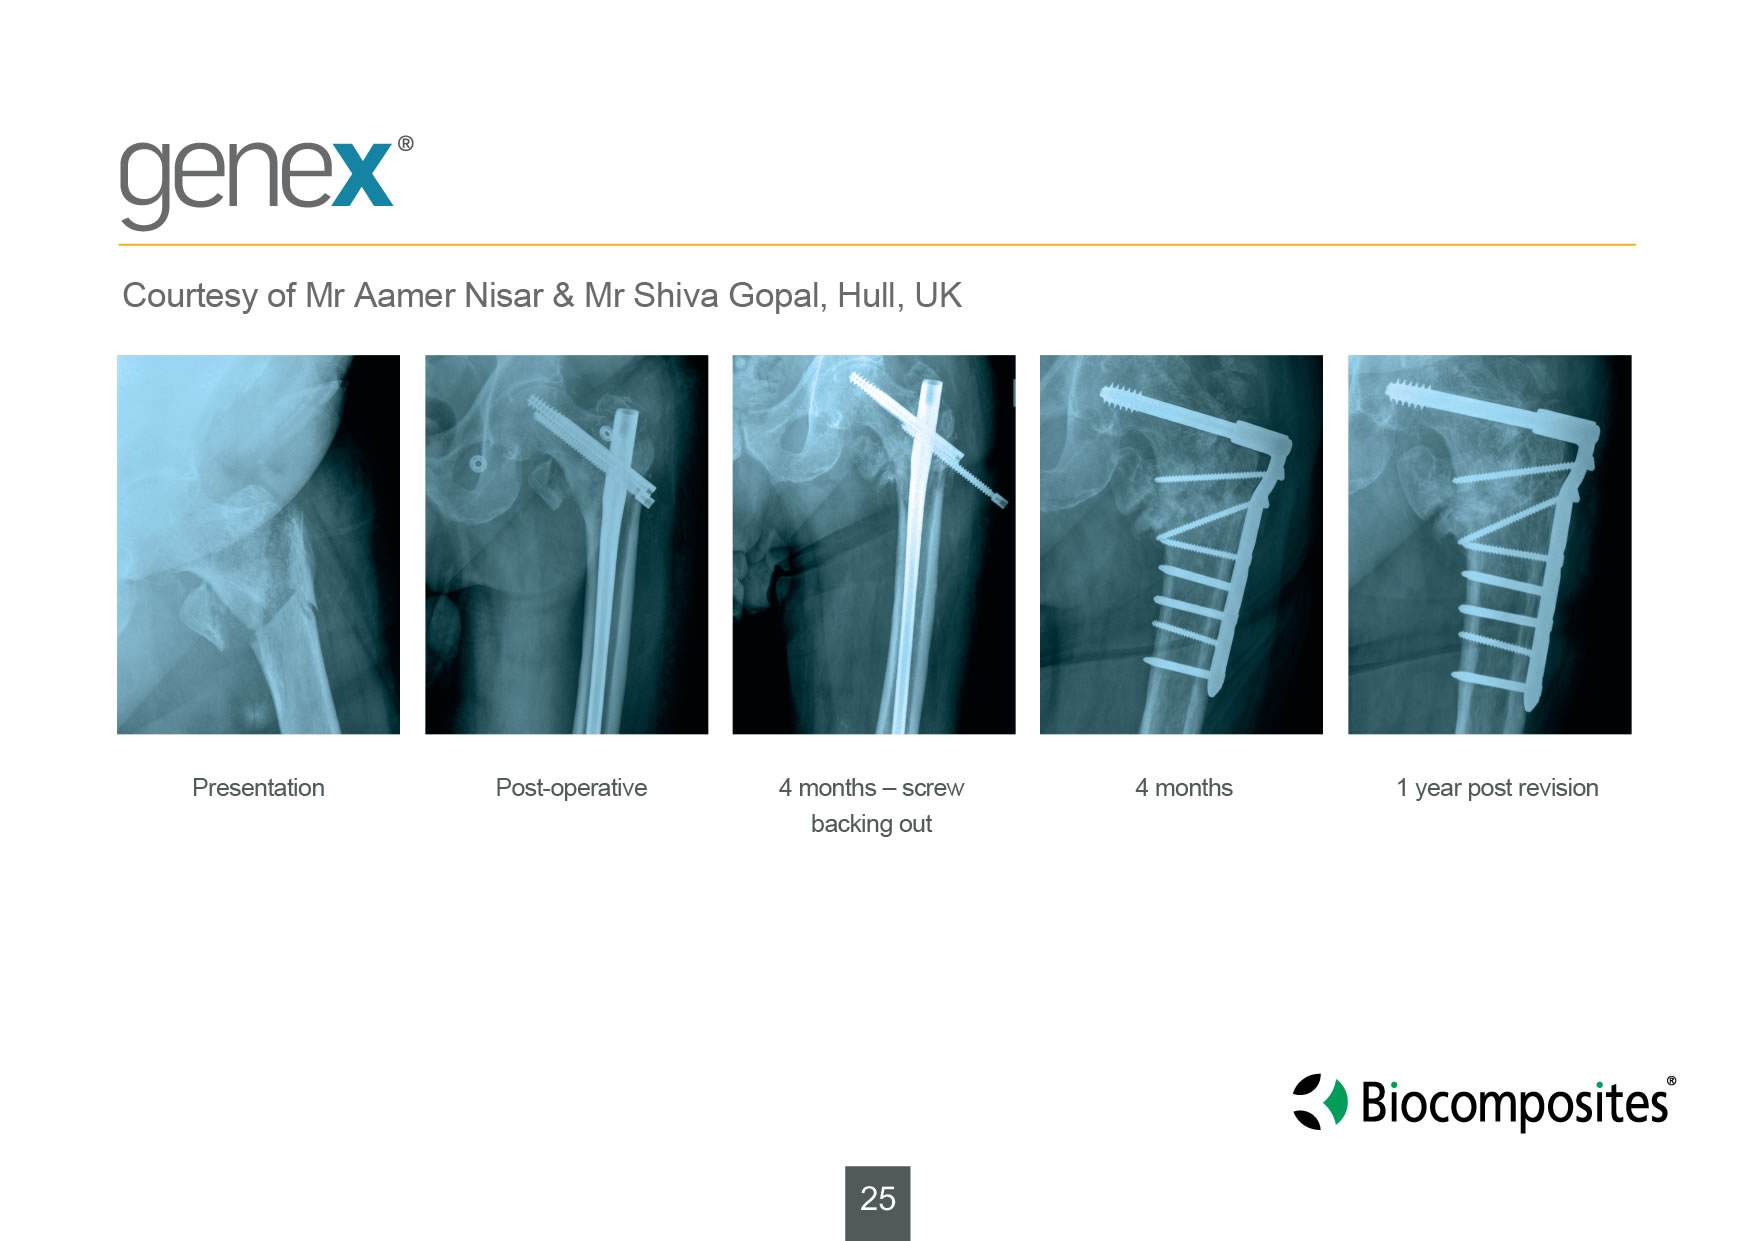 genex®
Courtesy of Mr Aamer Nisar & Mr Shiva Gopal, Hull, UK
Presentation
Post-operative
4 months – screw
backing out
4 months
1 year post revision
Biocomposites®
25